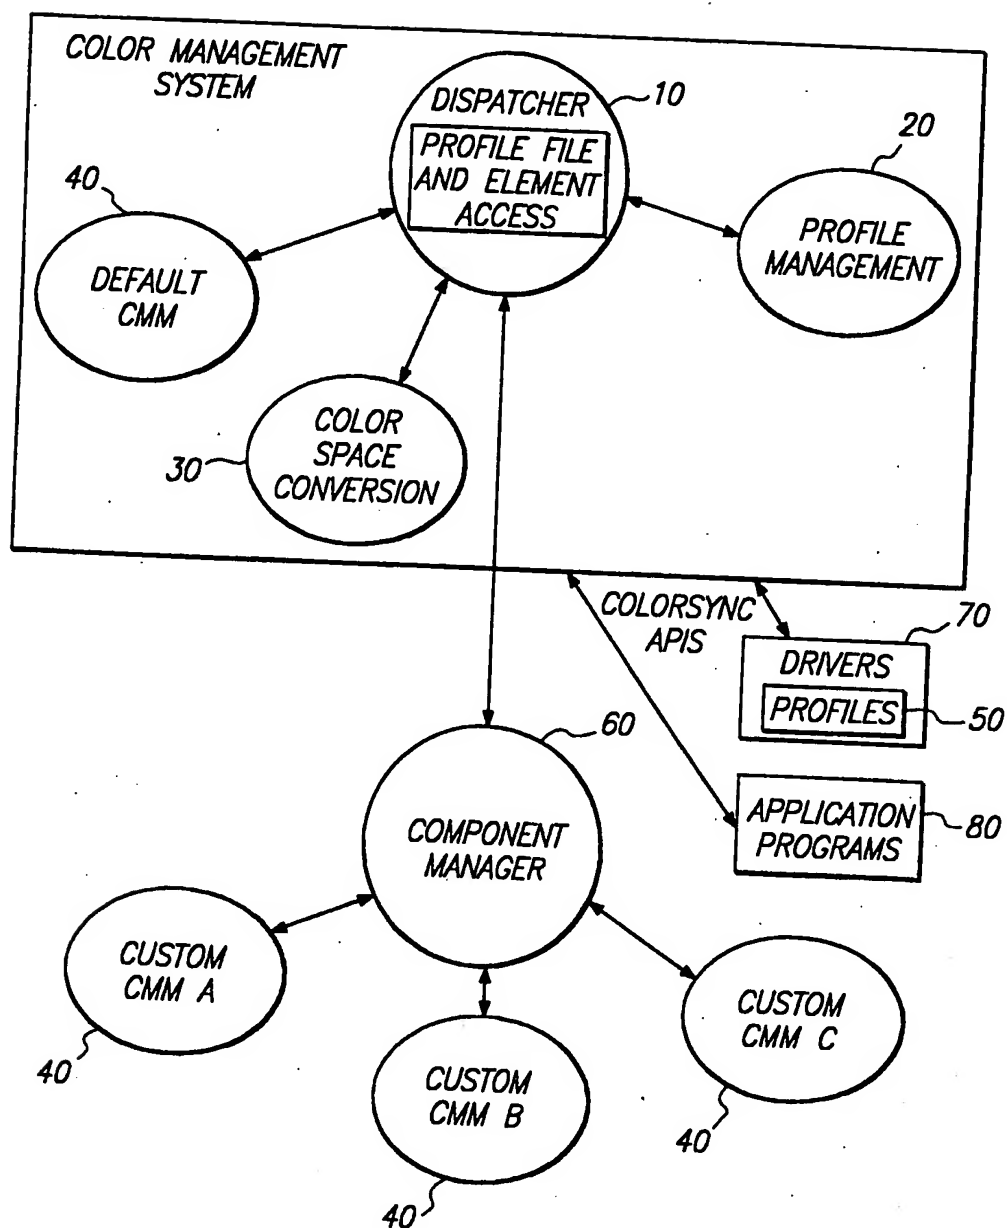 COLOR MANAGEMENT
SYSTEM
10
DISPATCHER
PROFILE FILE
AND ELEMENT
ACCESS
20
PROFILE
MANAGEMENT
40
DEFAULT
CMM
COLOR
SPACE
CONVERSION
30
COLORSYNC
APIS
70
DRIVERS
PROFILES
50
60
COMPONENT
MANAGER
APPLICATION
PROGRAMS
80
CUSTOM
CMM A
40
CUSTOM
CMM B
40
CUSTOM
CMM C
40